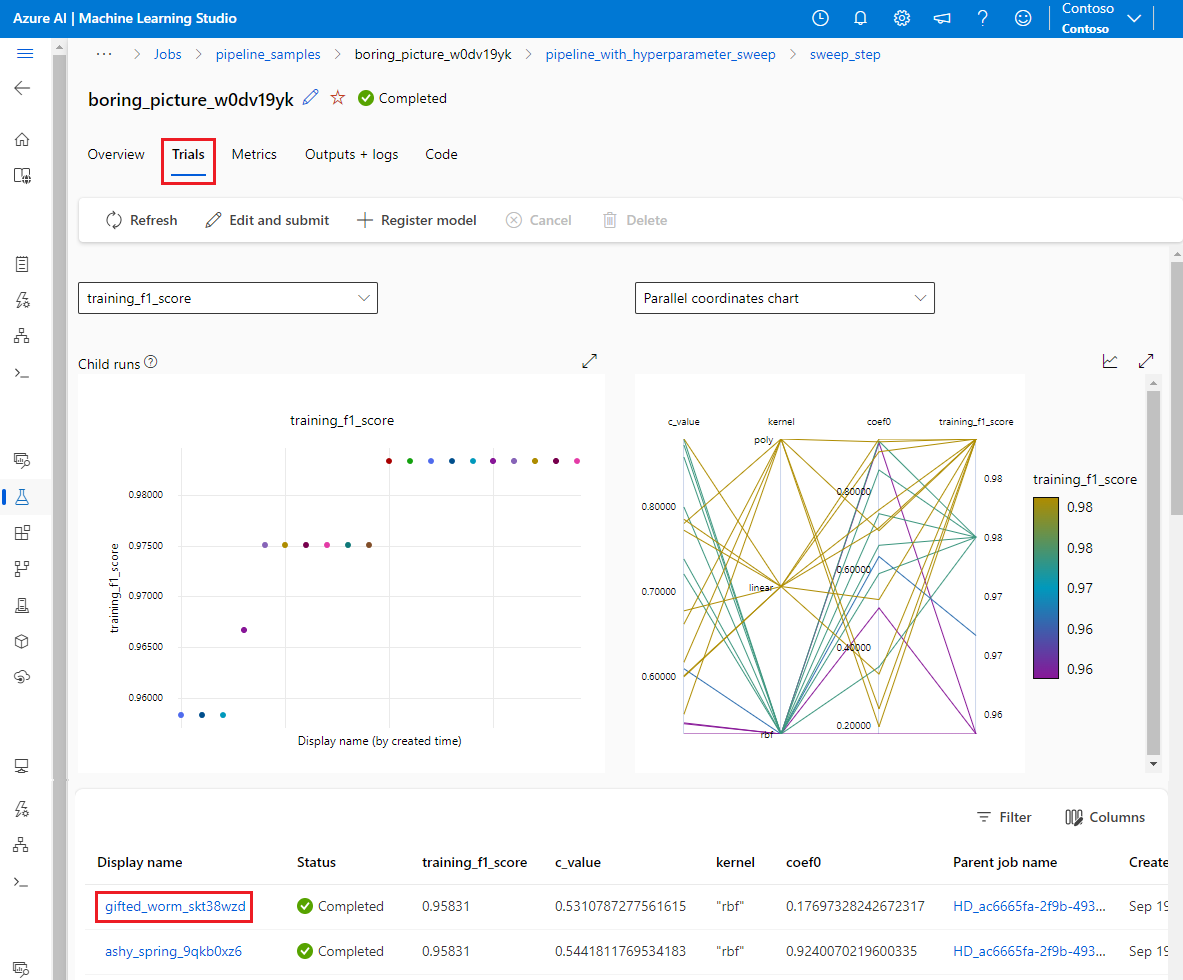 Azure AI | Machine Learning Studio
Contoso
Contoso
··· > Jobs > pipeline_samples > boring_picture_w0dv19yk > pipeline_with_hyperparameter_sweep > sweep_step
boring_picture_w0dv19yk Completed
Overview Trials Metrics Outputs + logs Code
Refresh Edit and submit Register model Cancel Delete
training_f1_score
Parallel coordinates chart
Child runs
training_f1_score
0.98000
0.97500
0.97000
0.96500
0.96000
training_f1_score
Display name (by created time)
c_value kernel coef0 training_f1_score
0.80000
0.70000
0.60000
poly
linear
rbf
0.80000
0.60000
0.40000
0.20000
0.98
0.98
0.97
0.97
0.96
training_f1_score
0.98
0.98
0.97
0.96
0.96
Filter Columns
Display name Status training_f1_score c_value kernel coef0 Parent job name Create
gifted_worm_skt38wzd Completed 0.95831 0.5310787277561615 "rbf" 0.17697328242672317 HD_ac6665fa-2f9b-493... Sep 19
ashy_spring_9qkb0xz6 Completed 0.95831 0.5441811769534183 "rbf" 0.9240070219600335 HD_ac6665fa-2f9b-493... Sep 19